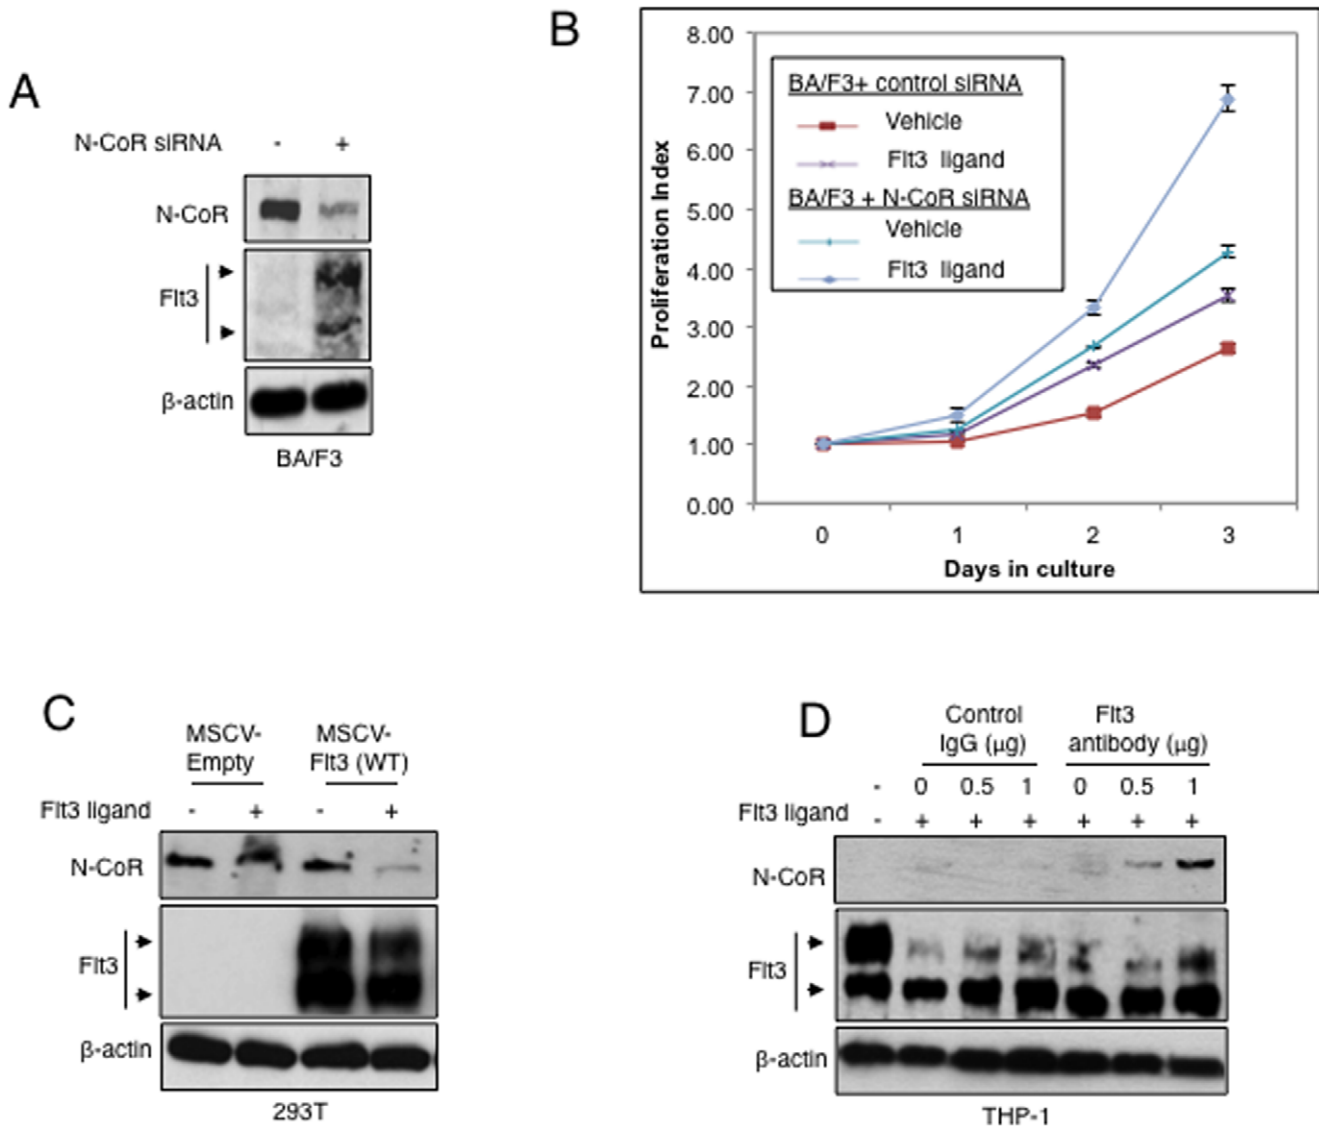 A
N-CoR siRNA - +
N-CoR
Flt3
β-actin
BA/F3
B
8.00
7.00
6.00
5.00
4.00
3.00
2.00
1.00
0.00
Proliferation Index
BA/F3+ control siRNA
Vehicle
Flt3 ligand
BA/F3 + N-CoR siRNA
Vehicle
Flt3 ligand
0 1 2 3
Days in culture
C
MSCV- MSCV-
Empty Flt3 (WT)
Flt3 ligand - + - +
N-CoR
Flt3
β-actin
293T
D
Control Flt3
IgG (µg) antibody (µg)
- 0 0.5 1 0 0.5 1
Flt3 ligand - + + + + + +
N-CoR
Flt3
β-actin
THP-1